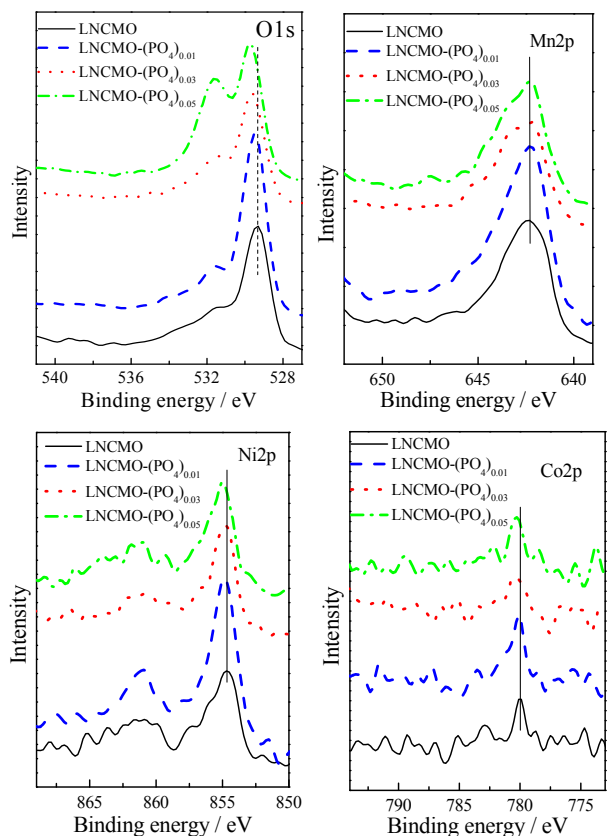 LNCMO
LNCMO-(PO₄)₀.₀₁
LNCMO-(PO₄)₀.₀₃
LNCMO-(PO₄)₀.₀₅
O1s
Intensity
540 536 532 528
Binding energy / eV
LNCMO
LNCMO-(PO₄)₀.₀₁
LNCMO-(PO₄)₀.₀₃
LNCMO-(PO₄)₀.₀₅
Mn2p
Intensity
650 645 640
Binding energy / eV
LNCMO
LNCMO-(PO₄)₀.₀₁
LNCMO-(PO₄)₀.₀₃
LNCMO-(PO₄)₀.₀₅
Ni2p
Intensity
865 860 855 850
Binding energy / eV
LNCMO
LNCMO-(PO₄)₀.₀₁
LNCMO-(PO₄)₀.₀₃
LNCMO-(PO₄)₀.₀₅
Co2p
Intensity
790 785 780 775
Binding energy / eV